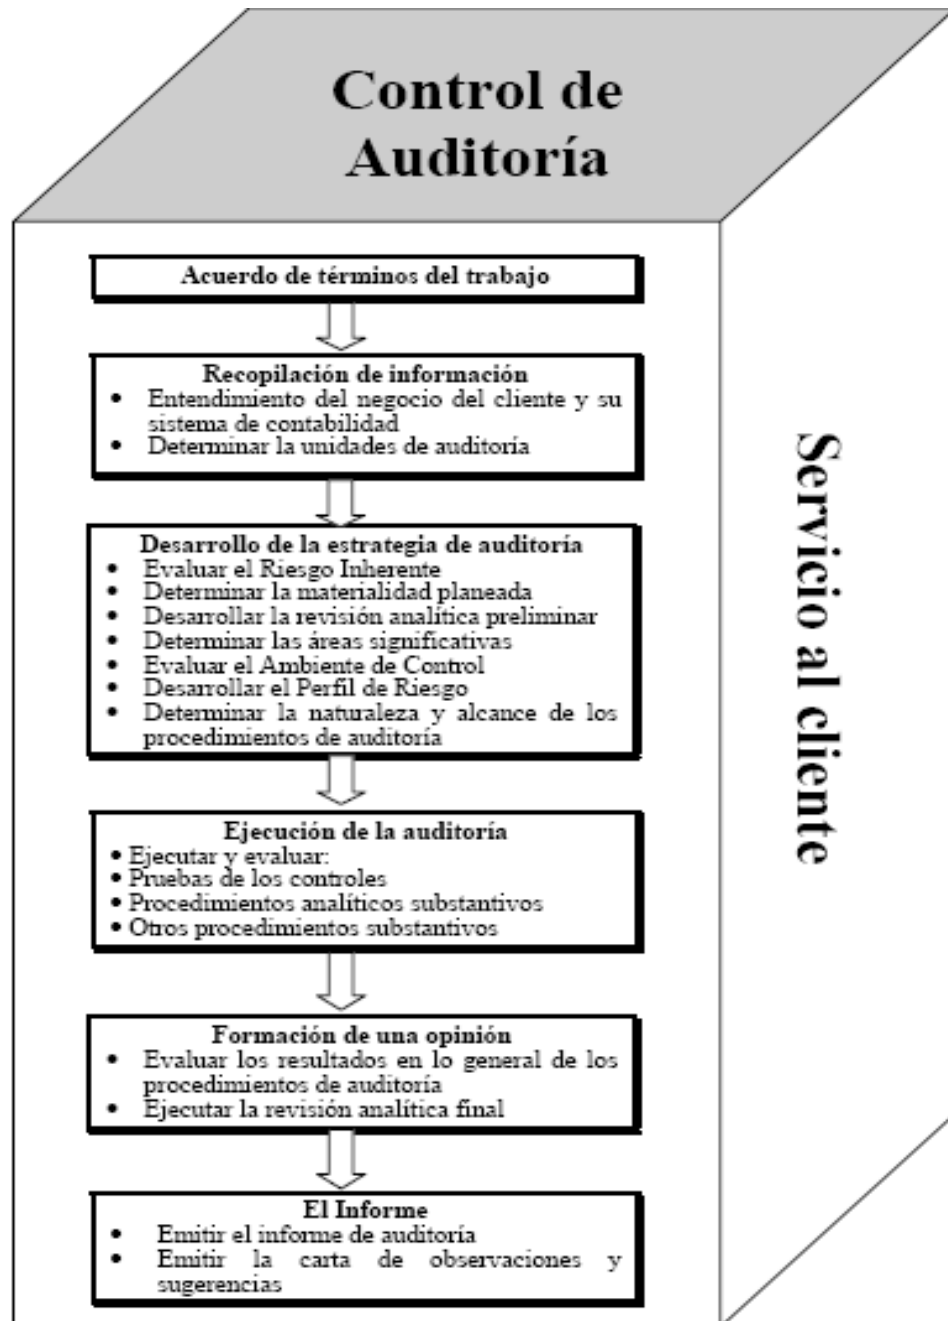 Control de
Auditoría
Acuerdo de términos del trabajo
Recopilación de información
• Entendimiento del negocio del cliente y su
sistema de contabilidad
• Determinar la unidades de auditoría
Desarrollo de la estrategia de auditoría
• Evaluar el Riesgo Inherente
• Determinar la materialidad planeada
• Desarrollar la revisión analítica preliminar
• Determinar las áreas significativas
• Evaluar el Ambiente de Control
• Desarrollar el Perfil de Riesgo
• Determinar la naturaleza y alcance de los
procedimientos de auditoría
Ejecución de la auditoría
• Ejecutar y evaluar:
• Pruebas de los controles
• Procedimientos analíticos substantivos
• Otros procedimientos substantivos
Formación de una opinión
• Evaluar los resultados en lo general de los
procedimientos de auditoría
• Ejecutar la revisión analítica final
El Informe
• Emitir el informe de auditoría
• Emitir la carta de observaciones y
sugerencias
Servicio al cliente